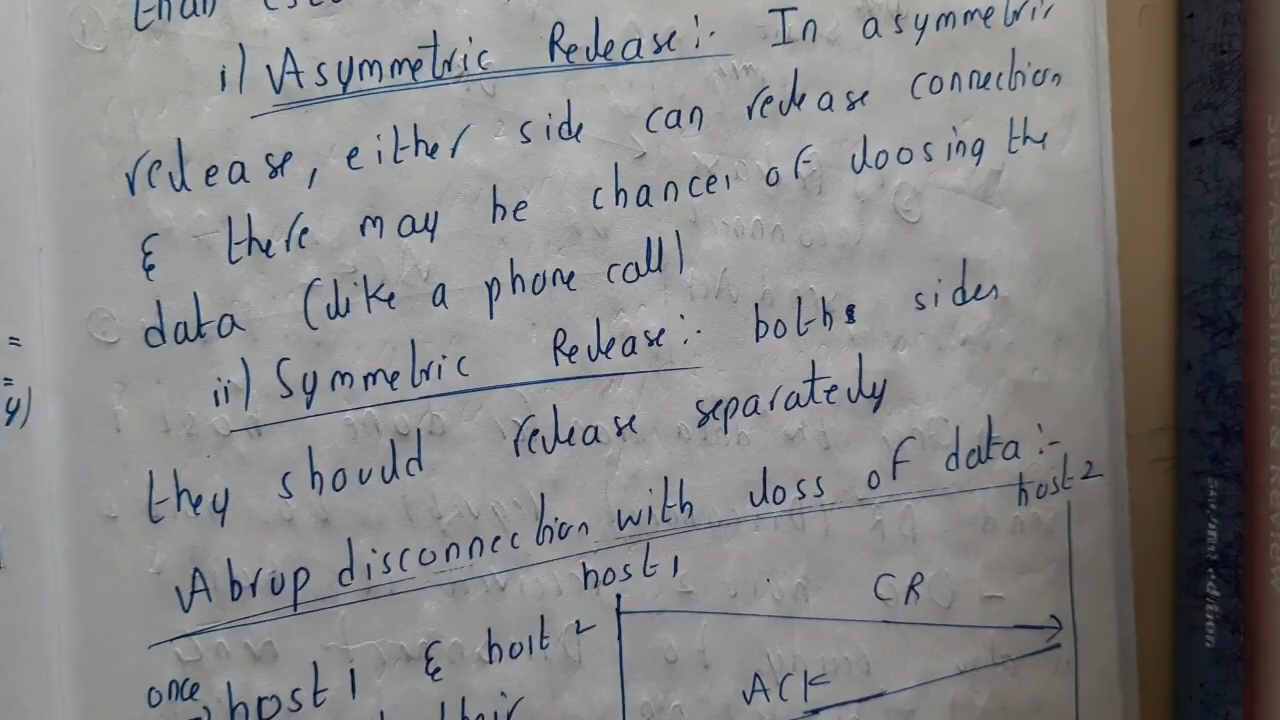 than
i) Asymmetric Release:- In asymmetric
release, either side can release connection
& there may be chances of loosing the
data (like a phone call)
ii) Symmetric Release:- both sides
they should release separately
Abrup disconnection with loss of data:-
host 1 host 2
CR
ACK
once, host 1 & host 2
their
=
=
y)